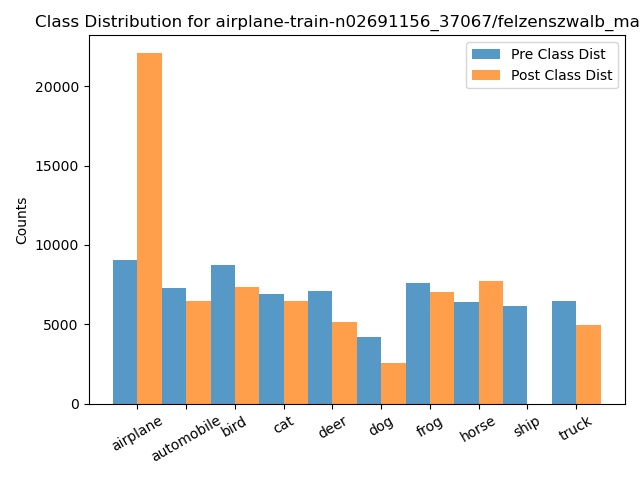 Class Distribution for airplane-train-n02691156_37067/felzenszwalb_ma
Pre Class Dist
Post Class Dist
Counts
20000
15000
10000
5000
0
airplane
automobile
bird
cat
deer
dog
frog
horse
ship
truck